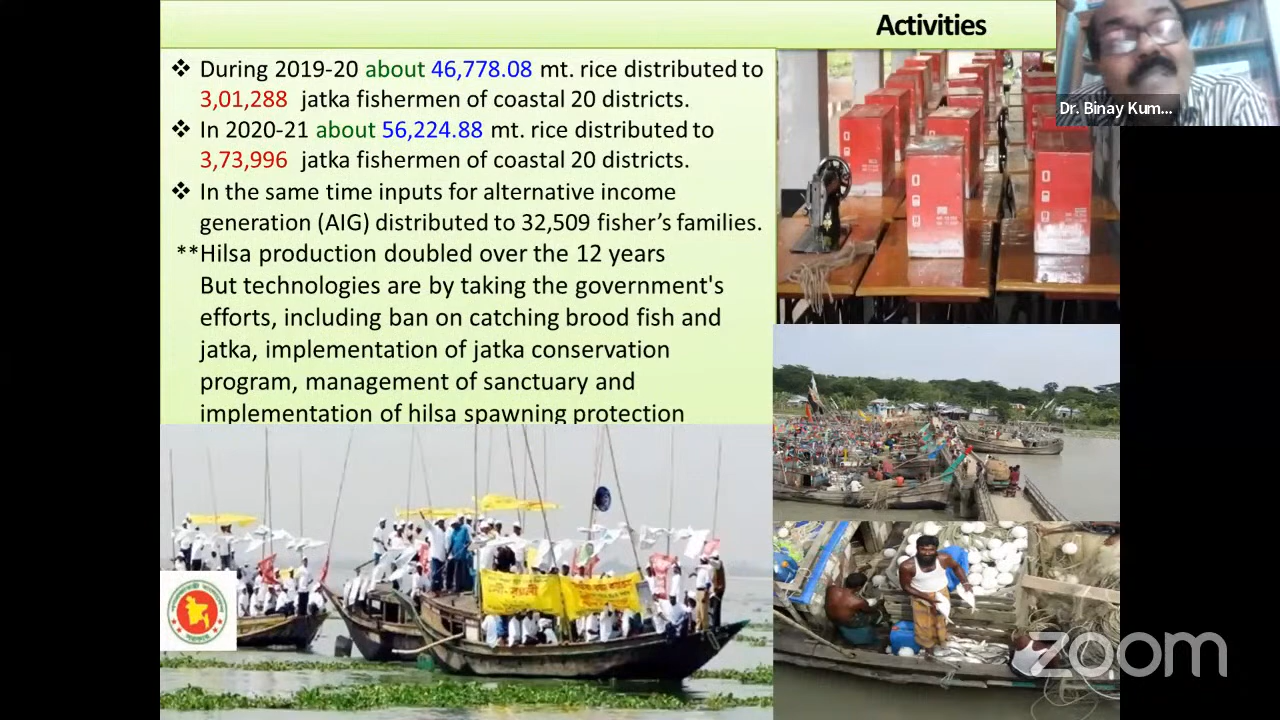 Activities
Dr. Binay Kum...
❖ During 2019-20 about 46,778.08 mt. rice distributed to
3,01,288 jatka fishermen of coastal 20 districts.
❖ In 2020-21 about 56,224.88 mt. rice distributed to
3,73,996 jatka fishermen of coastal 20 districts.
❖ In the same time inputs for alternative income
generation (AIG) distributed to 32,509 fisher’s families.
**Hilsa production doubled over the 12 years
But technologies are by taking the government's
efforts, including ban on catching brood fish and
jatka, implementation of jatka conservation
program, management of sanctuary and
implementation of hilsa spawning protection
zoom